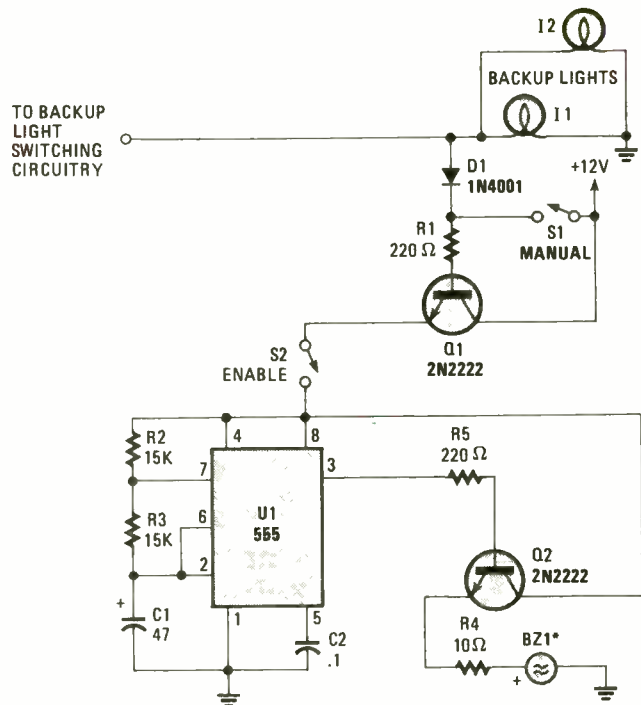 I2
BACKUP LIGHTS
I1
TO BACKUP
LIGHT
SWITCHING
CIRCUITRY
D1
1N4001
+12V
R1
220 Ω
S1
MANUAL
Q1
2N2222
S2
ENABLE
R2
15K
4
8
R5
220 Ω
7
3
R3
15K
6
U1
555
2
Q2
2N2222
+
C1
47
1
5
C2
.1
R4
10Ω
BZ1*
+